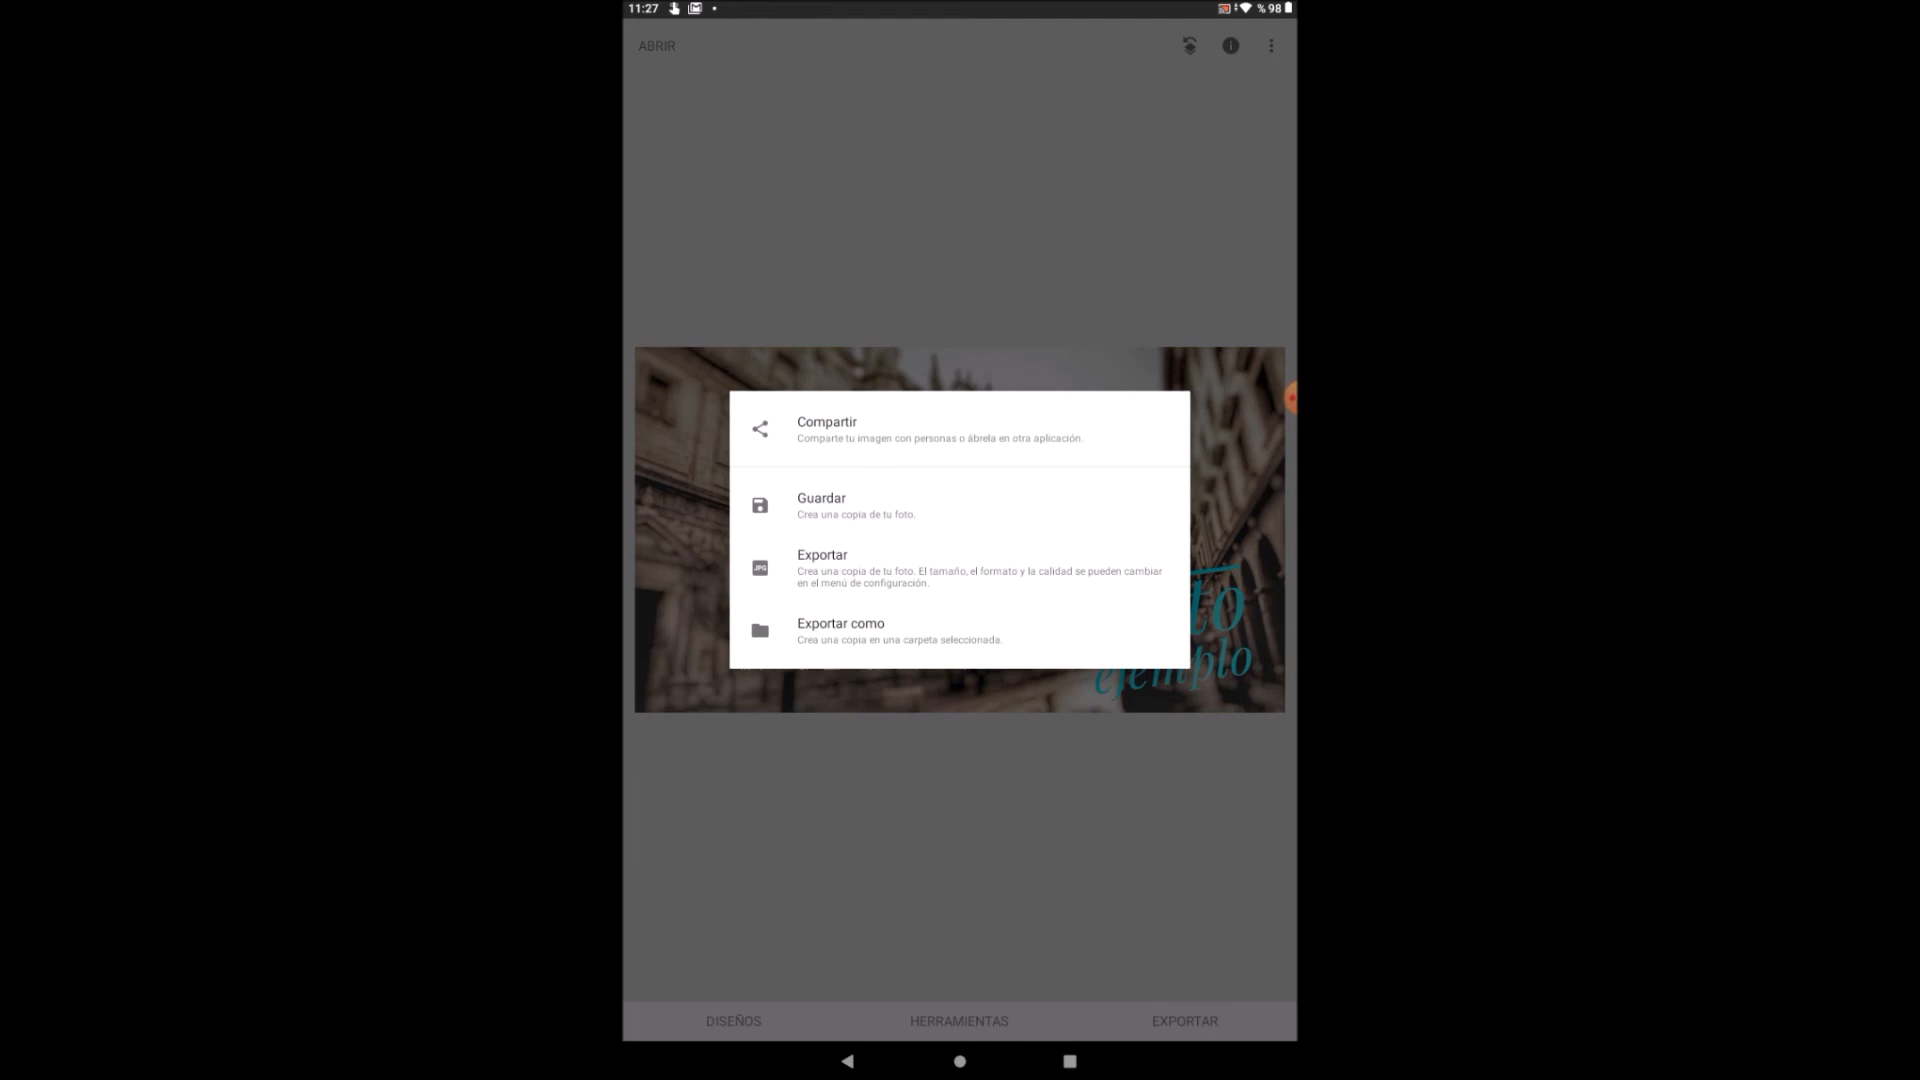 11:27
% 98
ABRIR
Compartir
Comparte tu imagen con personas o ábrela en otra aplicación.
Guardar
Crea una copia de tu foto.
JPG
Exportar
Crea una copia de tu foto. El tamaño, el formato y la calidad se pueden cambiar
en el menú de configuración.
Exportar como
Crea una copia en una carpeta seleccionada.
to
ejemplo
DISEÑOS
HERRAMIENTAS
EXPORTAR